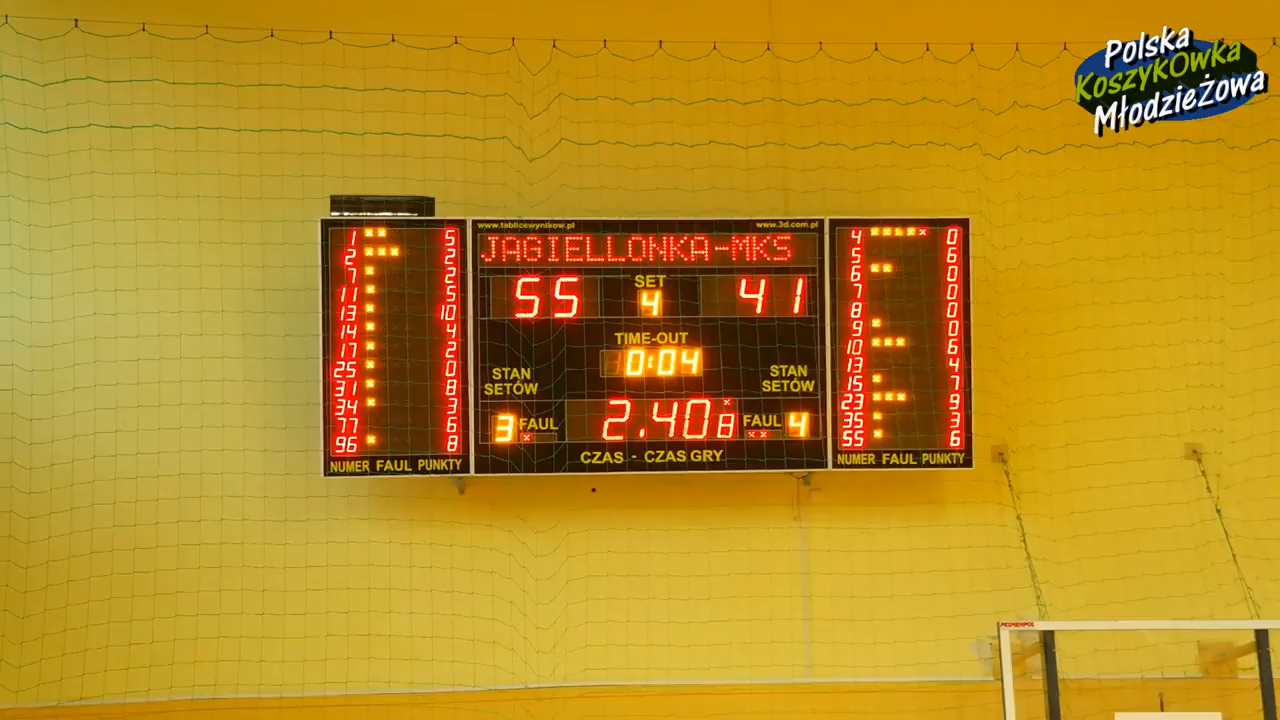 Polska
KoszykOwka
MłodzieŻowa
www.tablicewynikow.pl www.3d.com.pl
JAGIELLONKA-MKS
SET
55 4 41
TIME-OUT
0:04
STAN SETÓW STAN SETÓW
3 FAUL 2.40 8 FAUL 4
CZAS - CZAS GRY
1 5
2 2
7 2
11 5
13 10
14 4
17 2
25 0
31 8
34 3
77 6
96 8
NUMER FAUL PUNKTY
4 0
5 6
6 0
7 0
8 0
9 0
10 6
13 4
15 7
23 9
35 3
55 6
NUMER FAUL PUNKTY
PESMENPOL